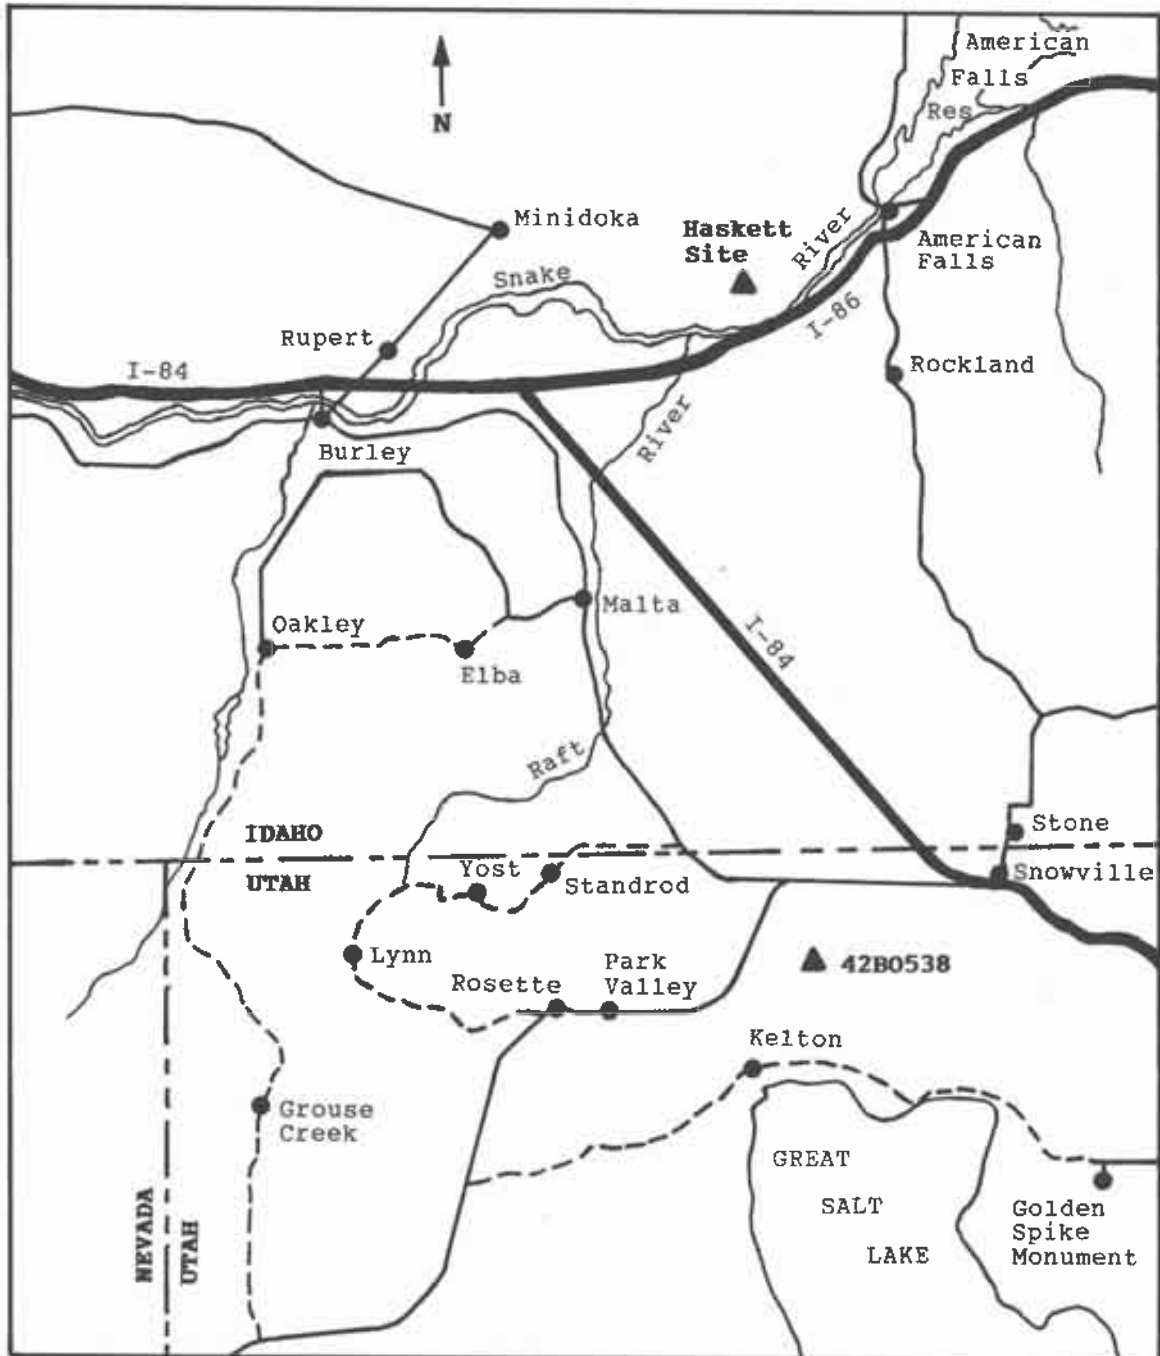 American
Falls
Res
N
Minidoka
Haskett
Site
River
American
Falls
Snake
Rupert
I-86
I-84
Rockland
River
Burley
Malta
Oakley
I-84
Elba
Raft
IDAHO
Stone
UTAH
Yost
Standrod
Snowville
Lynn
Park
Valley
42BO538
Rosette
Kelton
Grouse
Creek
GREAT
SALT
LAKE
Golden
Spike
Monument
NEVADA
UTAH